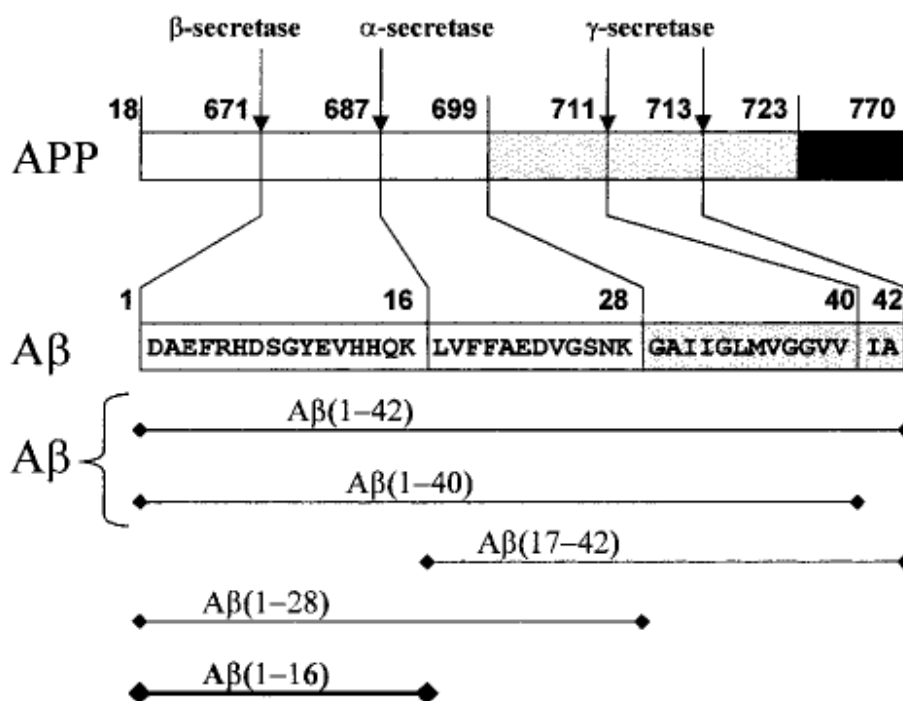 β-secretase α-secretase γ-secretase
18 671 687 699 711 713 723 770
APP
1 16 28 40 42
Aβ DAEFRHDSGYEVHHQK LVFFAEDVGSNK GAIIGLMVGGVV IA
Aβ(1–42)
Aβ
Aβ(1–40)
Aβ(17–42)
Aβ(1–28)
Aβ(1–16)